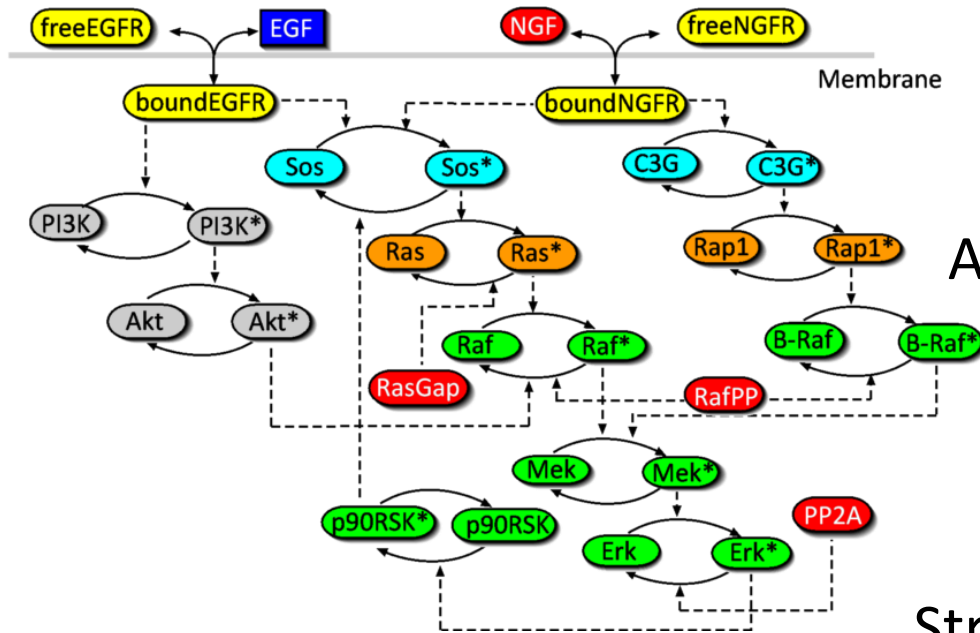 freeEGFR
EGF
NGF
freeNGFR
Membrane
boundEGFR
boundNGFR
Sos
Sos*
C3G
C3G*
PI3K
PI3K*
Ras
Ras*
Rap1
Rap1*
A
Akt
Akt*
Raf
Raf*
B-Raf
B-Raf*
RasGap
RafPP
Mek
Mek*
p90RSK*
p90RSK
PP2A
Erk
Erk*
Str